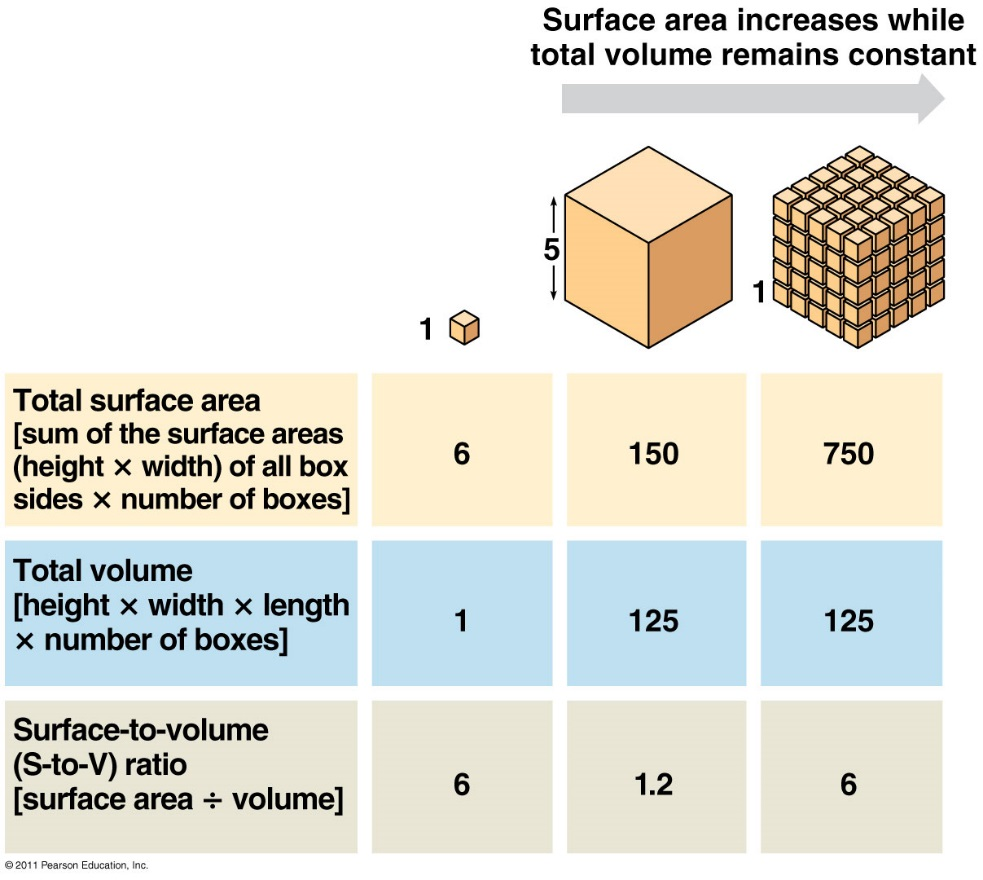 Surface area increases while
total volume remains constant
5
1
1
Total surface area
[sum of the surface areas
(height × width) of all box
sides × number of boxes]
6
150
750
Total volume
[height × width × length
× number of boxes]
1
125
125
Surface-to-volume
(S-to-V) ratio
[surface area ÷ volume]
6
1.2
6
© 2011 Pearson Education, Inc.